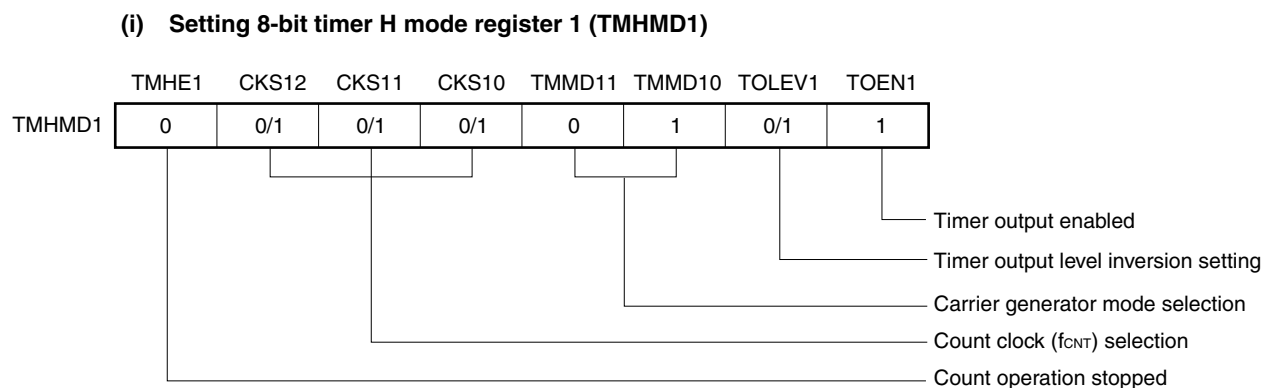 (i) Setting 8-bit timer H mode register 1 (TMHMD1)
TMHE1 CKS12 CKS11 CKS10 TMMD11 TMMD10 TOLEV1 TOEN1
TMHMD1 0 0/1 0/1 0/1 0 1 0/1 1
Timer output enabled
Timer output level inversion setting
Carrier generator mode selection
Count clock (fCNT) selection
Count operation stopped